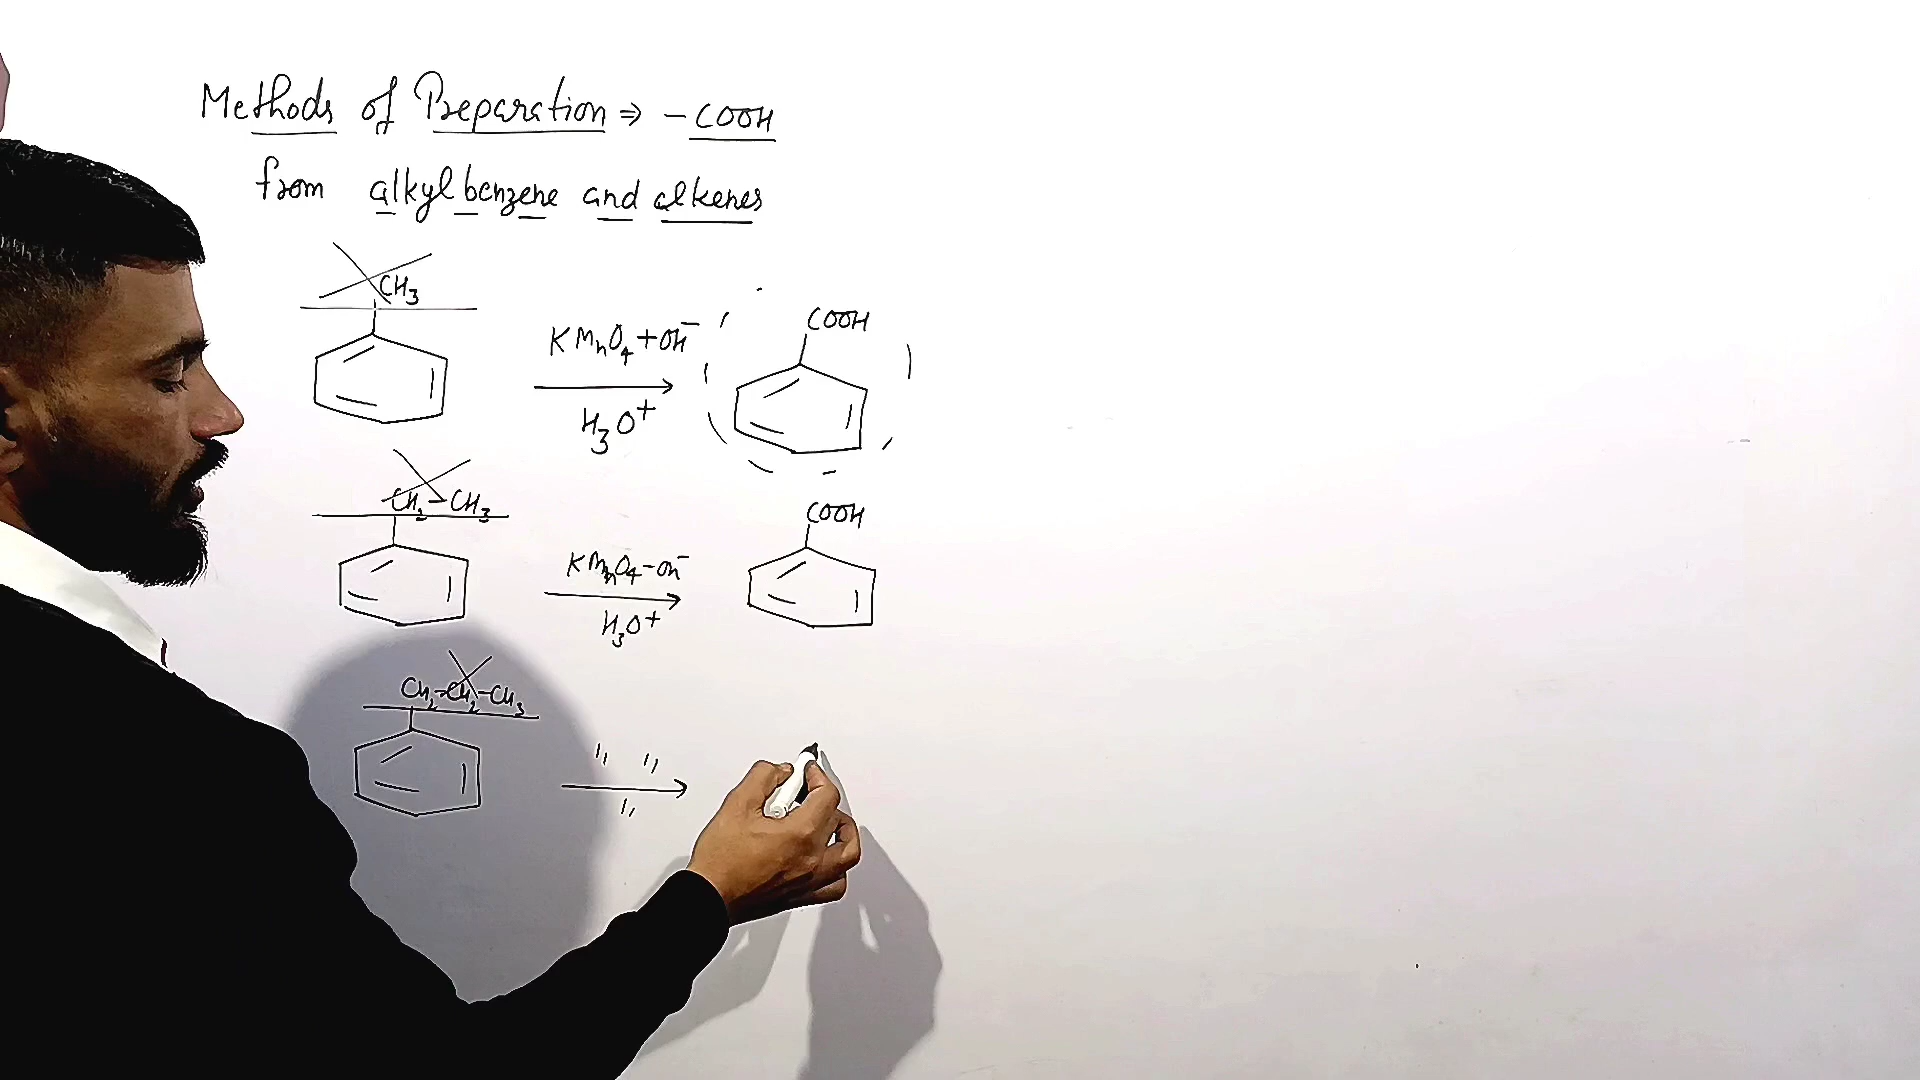 Methods of Preparation ⇒ -COOH
from alkyl benzene and alkenes
CH3
KMnO4+OH⁻
H3O+
COOH
CH2-CH3
KMnO4-OH⁻
H3O+
COOH
CH2-CH2-CH3
〃 〃
〃